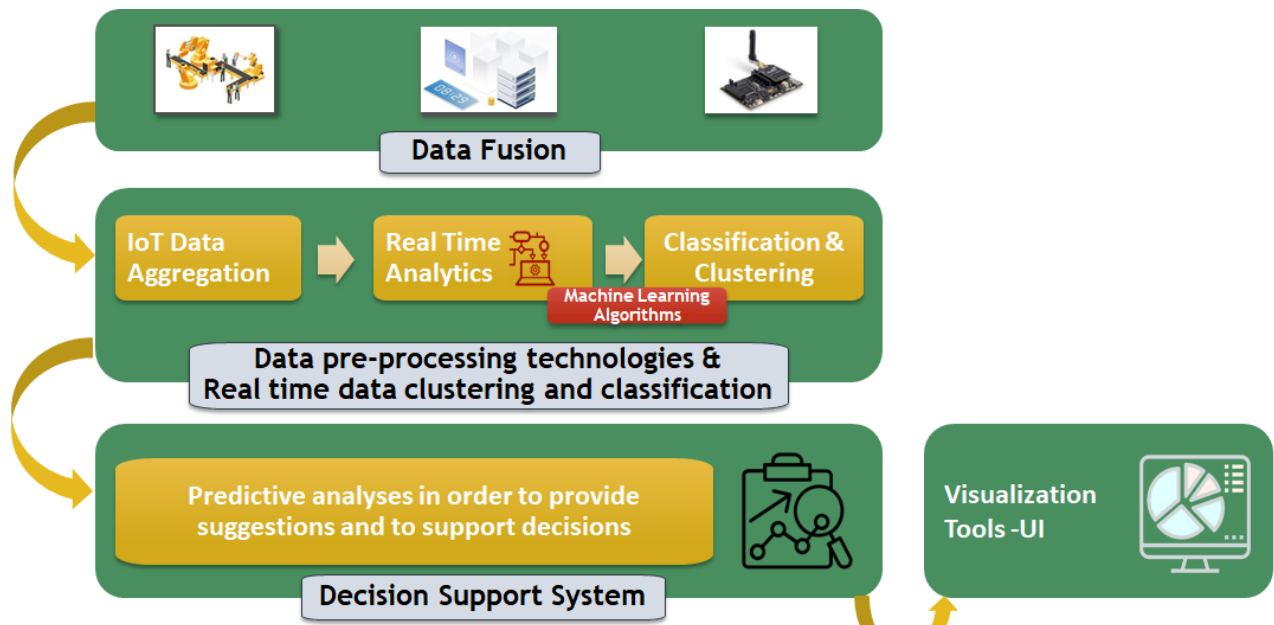 08:29
Data Fusion
IoT Data
Aggregation
Real Time
Analytics
Classification &
Clustering
Machine Learning
Algorithms
Data pre-processing technologies &
Real time data clustering and classification
Predictive analyses in order to provide
suggestions and to support decisions
Decision Support System
Visualization
Tools -UI